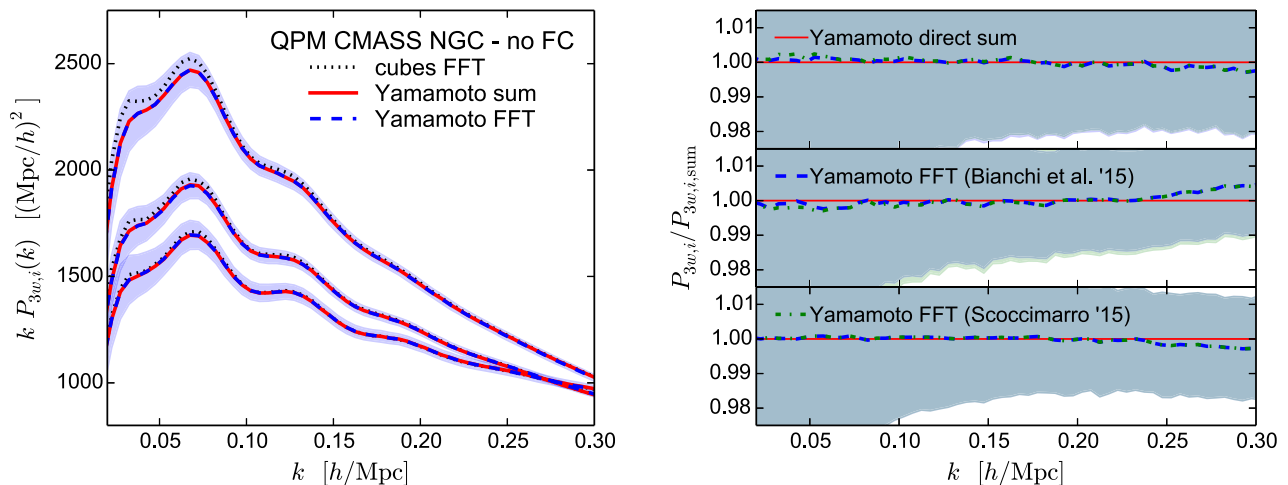 QPM CMASS NGC - no FC
cubes FFT
Yamamoto sum
Yamamoto FFT
k P_{3w,i}(k) [(Mpc/h)^2]
2500
2000
1500
1000
0.05 0.10 0.15 0.20 0.25 0.30
k [h/Mpc]
P_{3w,i}/P_{3w,i,sum}
1.01
Yamamoto direct sum
1.00
0.99
0.98
1.01
Yamamoto FFT (Bianchi et al. '15)
1.00
0.99
0.98
1.01
Yamamoto FFT (Scoccimarro '15)
1.00
0.99
0.98
0.05 0.10 0.15 0.20 0.25 0.30
k [h/Mpc]